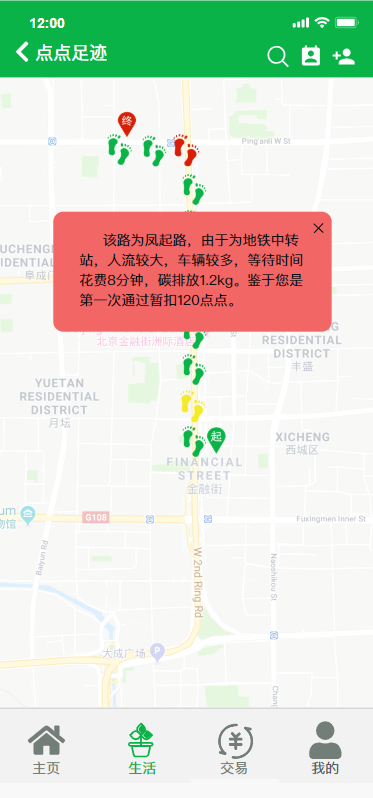 12:00
点点足迹
Ping'anli W St
终
该路为凤起路，由于为地铁中转
站，人流较大，车辆较多，等待时间
花费8分钟，碳排放1.2kg。鉴于您是
第一次通过暂扣120点点。
UCHENG
IDENTIAL
阜成门
北京金融街洲际酒店
G
RESIDENTIAL
DISTRICT
丰盛
YUETAN
RESIDENTIAL
DISTRICT
月坛
起
XICHENG
西城区
FINANCIAL
STREET
金融街
um
物馆
G108
Fuxingmen Inner St
Baiyun Rd
W 2nd Ring Rd
Naoshikou St
大成广场
P
Chang
主页
生活
交易
我的